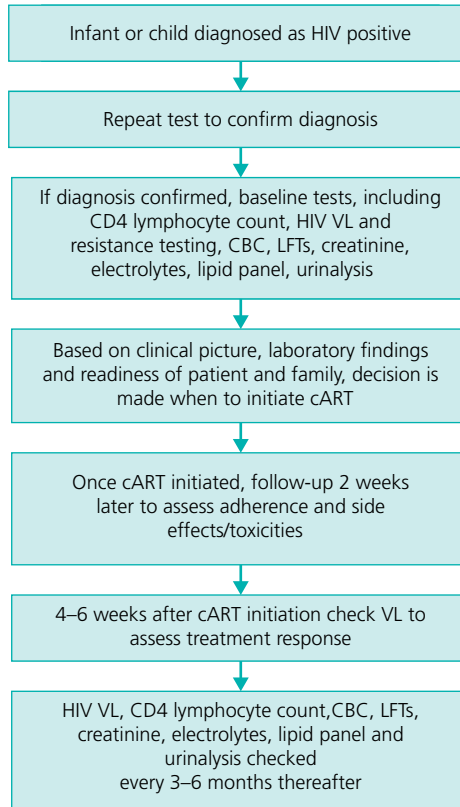 Infant or child diagnosed as HIV positive
Repeat test to confirm diagnosis
If diagnosis confirmed, baseline tests, including
CD4 lymphocyte count, HIV VL and
resistance testing, CBC, LFTs, creatinine,
electrolytes, lipid panel, urinalysis
Based on clinical picture, laboratory findings
and readiness of patient and family, decision is
made when to initiate cART
Once cART initiated, follow-up 2 weeks
later to assess adherence and side
effects/toxicities
4–6 weeks after cART initiation check VL to
assess treatment response
HIV VL, CD4 lymphocyte count,CBC, LFTs,
creatinine, electrolytes, lipid panel and
urinalysis checked
every 3–6 months thereafter